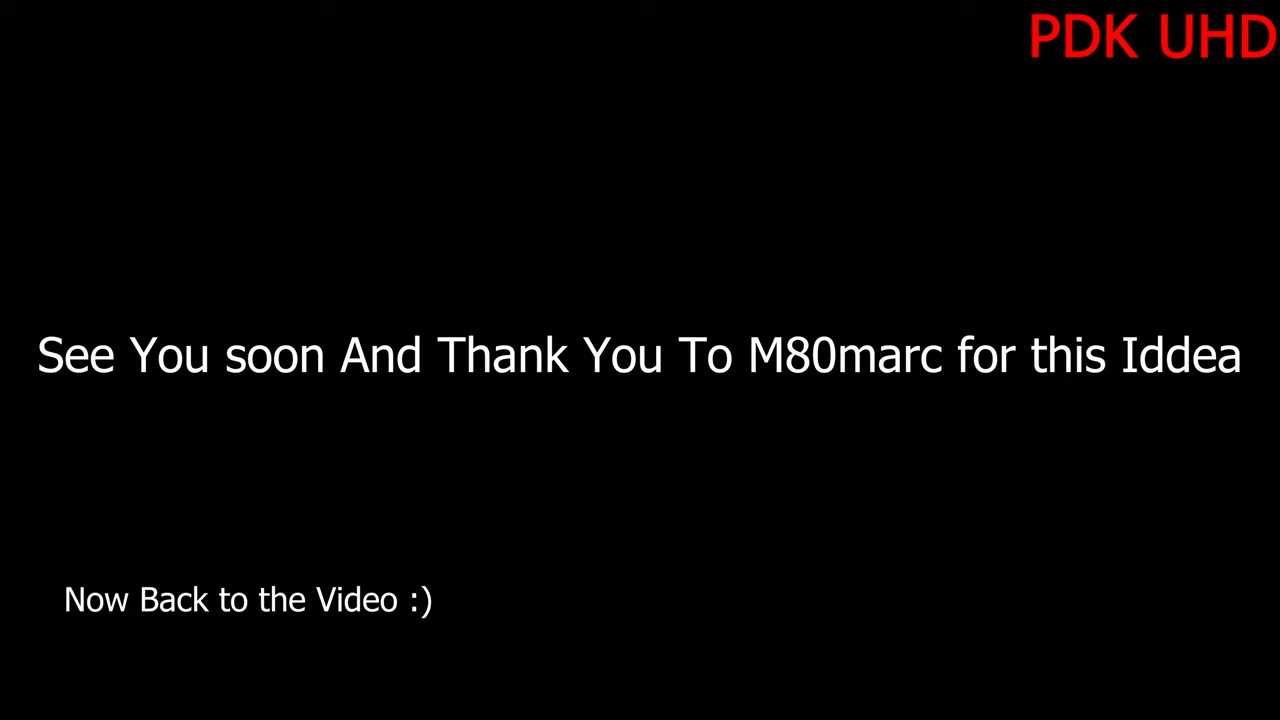 PDK UHD
See You soon And Thank You To M80marc for this Iddea
Now Back to the Video :)